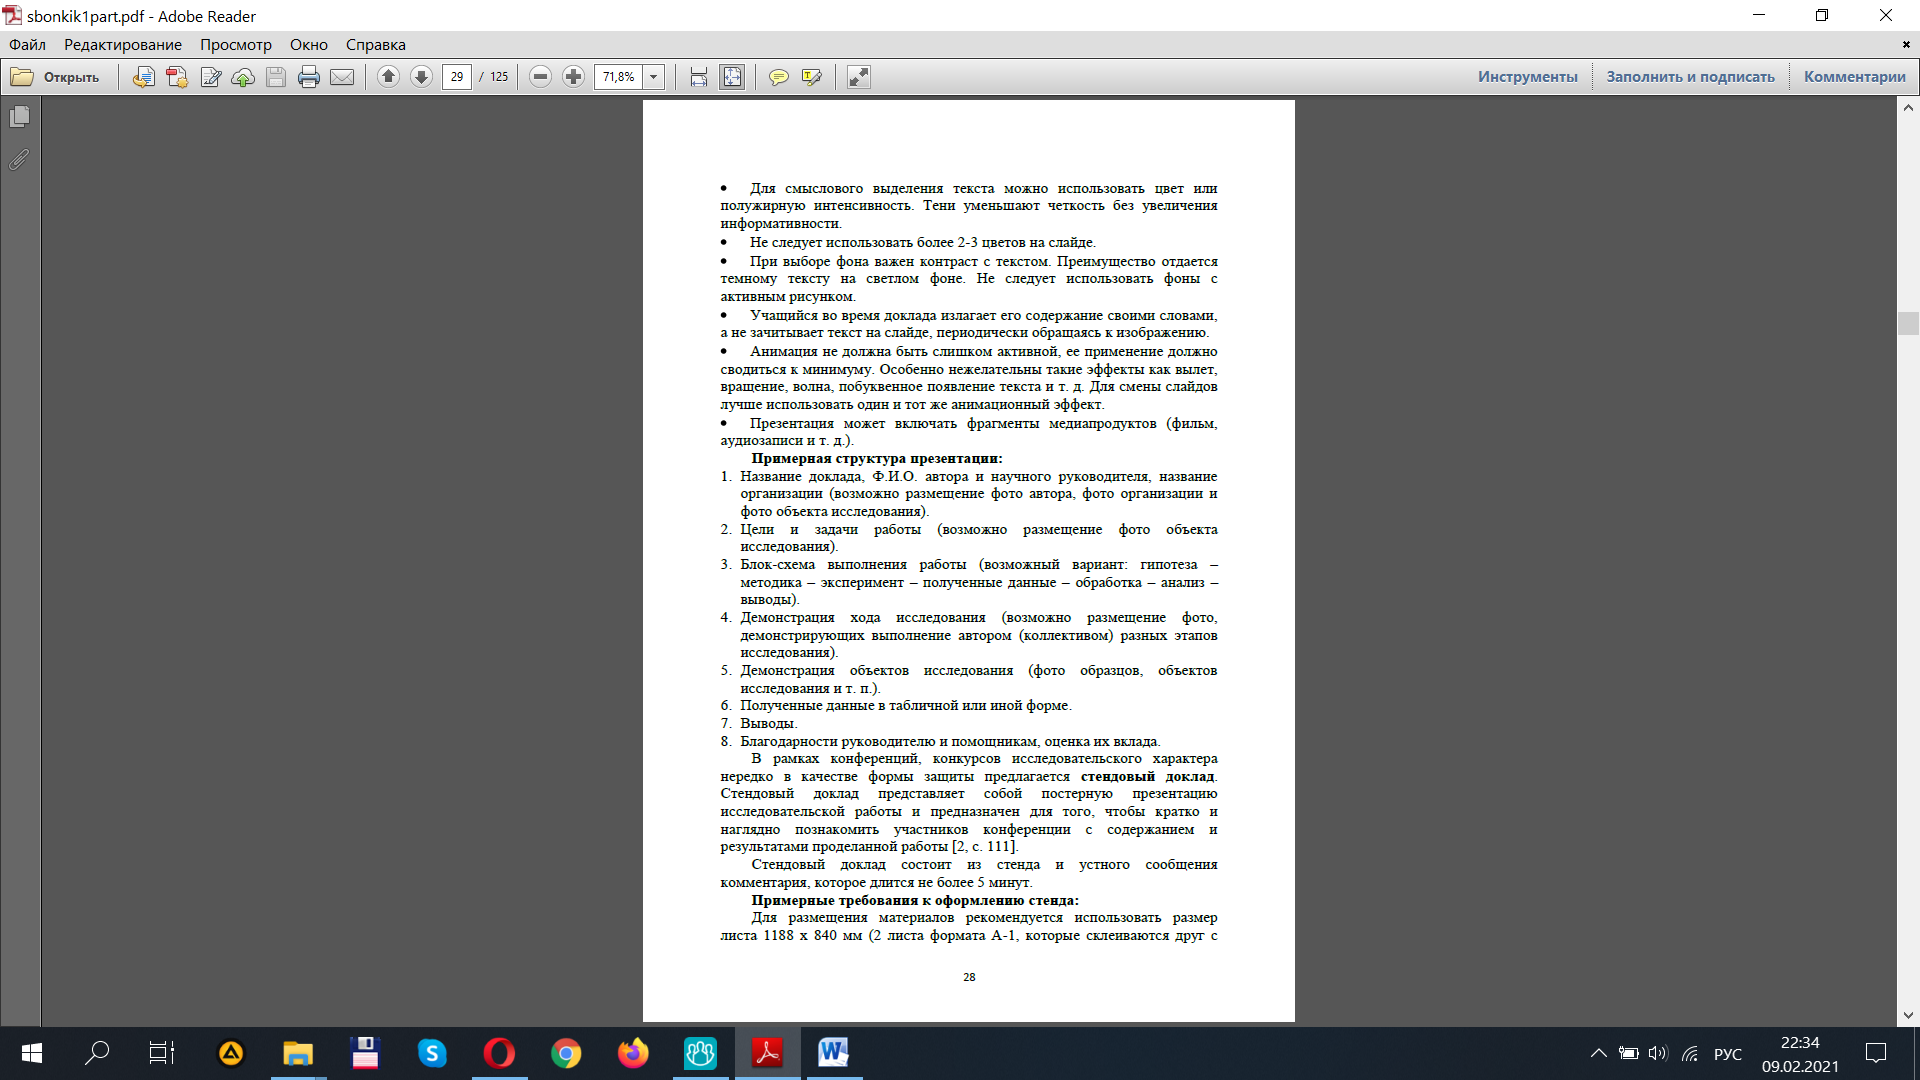 sbonkik1part.pdf - Adobe Reader
Файл Редактирование Просмотр Окно Справка
Открыть 29 / 125 71,8% Инструменты Заполнить и подписать Комментарии
• Для смыслового выделения текста можно использовать цвет или
полужирную интенсивность. Тени уменьшают четкость без увеличения
информативности.
• Не следует использовать более 2-3 цветов на слайде.
• При выборе фона важен контраст с текстом. Преимущество отдается
темному тексту на светлом фоне. Не следует использовать фоны с
активным рисунком.
• Учащийся во время доклада излагает его содержание своими словами,
а не зачитывает текст на слайде, периодически обращаясь к изображению.
• Анимация не должна быть слишком активной, ее применение должно
сводиться к минимуму. Особенно нежелательны такие эффекты как вылет,
вращение, волна, побуквенное появление текста и т. д. Для смены слайдов
лучше использовать один и тот же анимационный эффект.
• Презентация может включать фрагменты медиапродуктов (фильм,
аудиозаписи и т. д.).
Примерная структура презентации:
1. Название доклада, Ф.И.О. автора и научного руководителя, название
организации (возможно размещение фото автора, фото организации и
фото объекта исследования).
2. Цели и задачи работы (возможно размещение фото объекта
исследования).
3. Блок-схема выполнения работы (возможный вариант: гипотеза –
методика – эксперимент – полученные данные – обработка – анализ –
выводы).
4. Демонстрация хода исследования (возможно размещение фото,
демонстрирующих выполнение автором (коллективом) разных этапов
исследования).
5. Демонстрация объектов исследования (фото образцов, объектов
исследования и т. п.).
6. Полученные данные в табличной или иной форме.
7. Выводы.
8. Благодарности руководителю и помощникам, оценка их вклада.
В рамках конференций, конкурсов исследовательского характера
нередко в качестве формы защиты предлагается стендовый доклад.
Стендовый доклад представляет собой постерную презентацию
исследовательской работы и предназначен для того, чтобы кратко и
наглядно познакомить участников конференции с содержанием и
результатами проделанной работы [2, с. 111].
Стендовый доклад состоит из стенда и устного сообщения
комментария, которое длится не более 5 минут.
Примерные требования к оформлению стенда:
Для размещения материалов рекомендуется использовать размер
листа 1188 х 840 мм (2 листа формата А-1, которые склеиваются друг с
28
РУС
22:34
09.02.2021